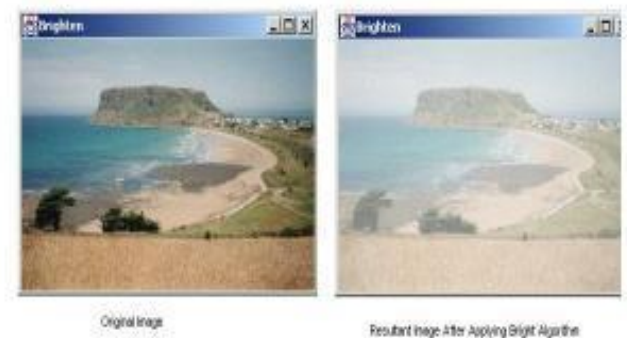 Brighten
Brighten
Original Image
Resultant Image After Applying Bright Algorithm